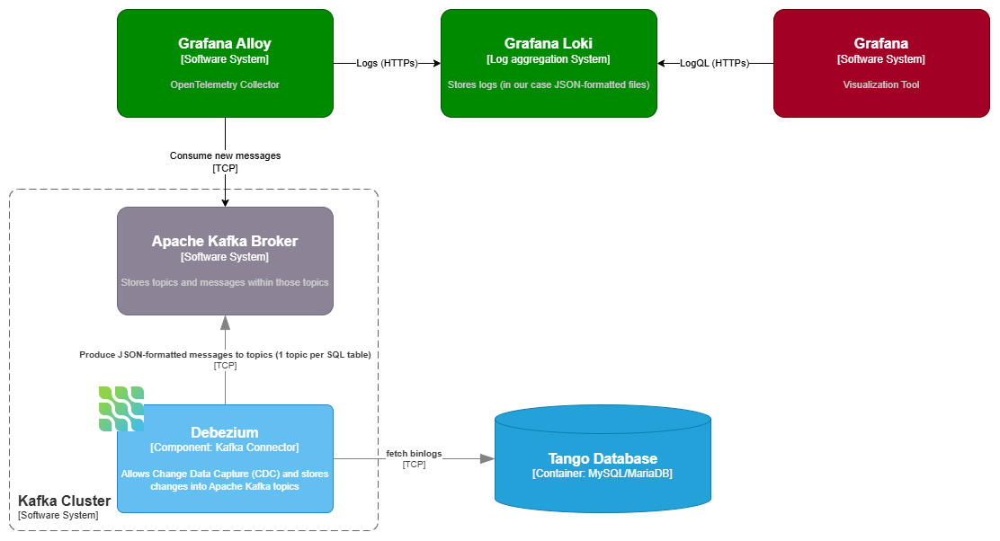 Grafana Alloy
[Software System]
OpenTelemetry Collector
Logs (HTTPs)
Grafana Loki
[Log aggregation System]
Stores logs (in our case JSON-formatted files)
LogQL (HTTPs)
Grafana
[Software System]
Visualization Tool
Consume new messages
[TCP]
Apache Kafka Broker
[Software System]
Stores topics and messages within those topics
Produce JSON-formatted messages to topics (1 topic per SQL table)
[TCP]
Debezium
[Component: Kafka Connector]
Allows Change Data Capture (CDC) and stores
changes into Apache Kafka topics
fetch binlogs
[TCP]
Tango Database
[Container: MySQL/MariaDB]
Kafka Cluster
[Software System]